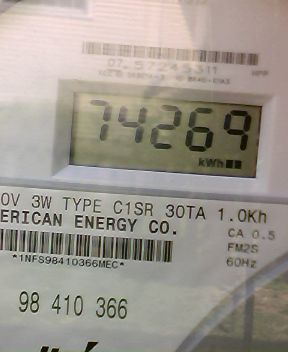 74269
kWh
0V 3W TYPE C1SR 30TA 1.0Kh
ERICAN ENERGY CO.
CA 0.5
FM2S
60Hz
*1NFS98410366MEC*
98 410 366